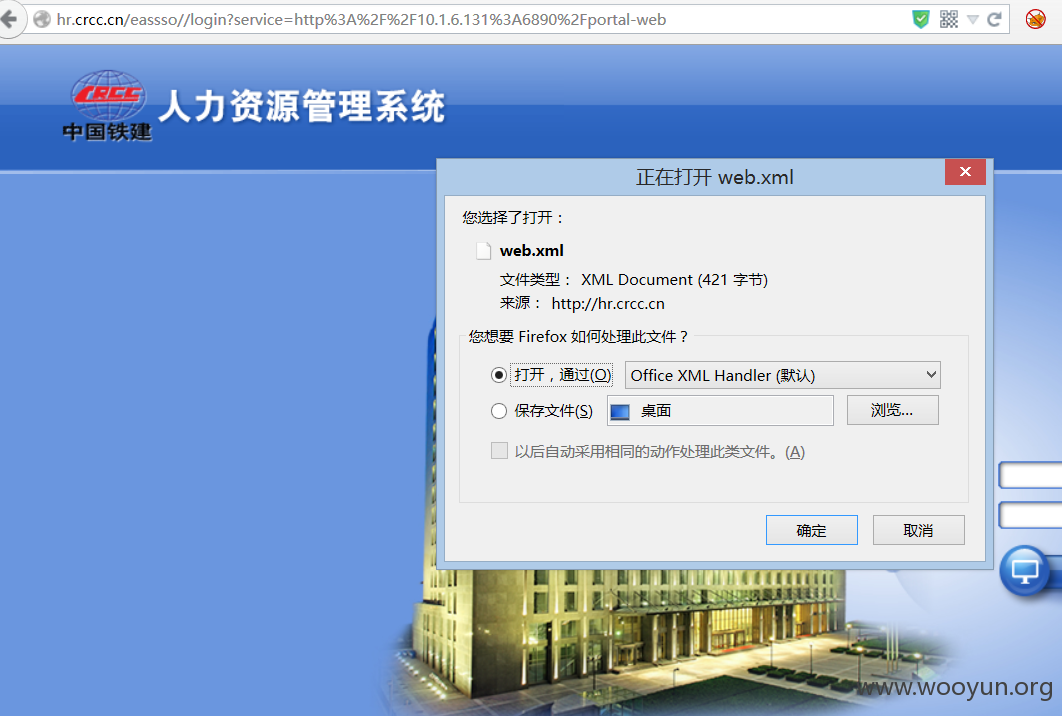 hr.crcc.cn/eassso//login?service=http%3A%2F%2F10.1.6.131%3A6890%2Fportal-web
CRCC
中国铁建
人力资源管理系统
正在打开 web.xml
您选择了打开：
web.xml
文件类型： XML Document (421 字节)
来源： http://hr.crcc.cn
您想要 Firefox 如何处理此文件？
打开，通过(O)
Office XML Handler (默认)
保存文件(S)
桌面
浏览...
以后自动采用相同的动作处理此类文件。(A)
确定
取消
www.wooyun.org